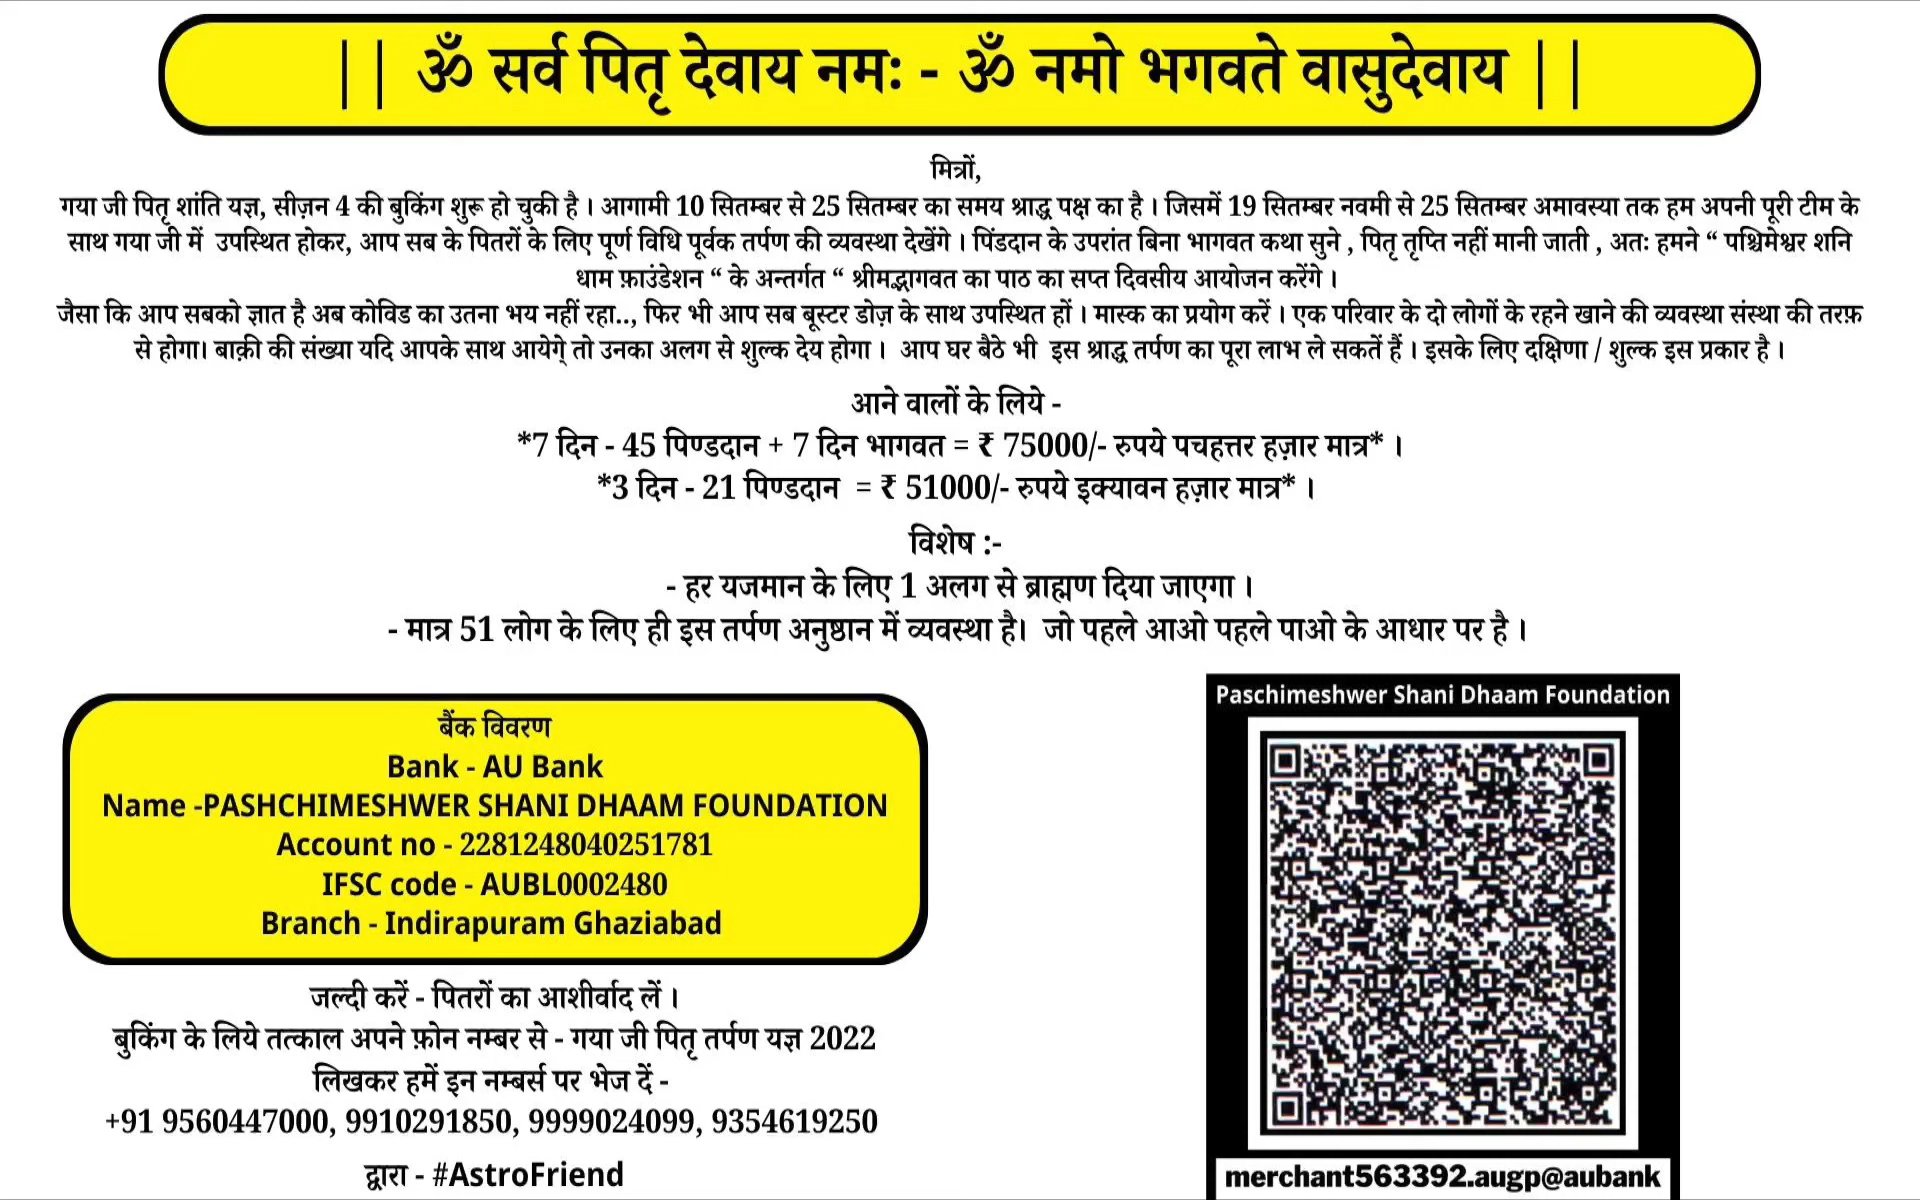 || ॐ सर्व पितृ देवाय नमः - ॐ नमो भगवते वासुदेवाय ||
मित्रों,
गया जी पितृ शांति यज्ञ, सीज़न 4 की बुकिंग शुरू हो चुकी है । आगामी 10 सितम्बर से 25 सितम्बर का समय श्राद्ध पक्ष का है । जिसमें 19 सितम्बर नवमी से 25 सितम्बर अमावस्या तक हम अपनी पूरी टीम के
साथ गया जी में उपस्थित होकर, आप सब के पितरों के लिए पूर्ण विधि पूर्वक तर्पण की व्यवस्था देखेंगे । पिंडदान के उपरांत बिना भागवत कथा सुने , पितृ तृप्ति नहीं मानी जाती , अतः हमने “ पश्चिमेश्वर शनि
धाम फ़ाउंडेशन “ के अन्तर्गत “ श्रीमद्भागवत का पाठ का सप्त दिवसीय आयोजन करेंगे ।
जैसा कि आप सबको ज्ञात है अब कोविड का उतना भय नहीं रहा.., फिर भी आप सब बूस्टर डोज़ के साथ उपस्थित हों । मास्क का प्रयोग करें । एक परिवार के दो लोगों के रहने खाने की व्यवस्था संस्था की तरफ़
से होगा। बाक़ी की संख्या यदि आपके साथ आयेगे् तो उनका अलग से शुल्क देय होगा । आप घर बैठे भी इस श्राद्ध तर्पण का पूरा लाभ ले सकतें हैं । इसके लिए दक्षिणा / शुल्क इस प्रकार है ।
आने वालों के लिये -
*7 दिन - 45 पिण्डदान + 7 दिन भागवत = ₹ 75000/- रुपये पचहत्तर हज़ार मात्र* ।
*3 दिन - 21 पिण्डदान = ₹ 51000/- रुपये इक्यावन हज़ार मात्र* ।
विशेष :-
- हर यजमान के लिए 1 अलग से ब्राह्मण दिया जाएगा ।
- मात्र 51 लोग के लिए ही इस तर्पण अनुष्ठान में व्यवस्था है। जो पहले आओ पहले पाओ के आधार पर है ।
बैंक विवरण
Bank - AU Bank
Name -PASHCHIMESHWER SHANI DHAAM FOUNDATION
Account no - 2281248040251781
IFSC code - AUBL0002480
Branch - Indirapuram Ghaziabad
जल्दी करें - पितरों का आशीर्वाद लें ।
बुकिंग के लिये तत्काल अपने फ़ोन नम्बर से - गया जी पितृ तर्पण यज्ञ 2022
लिखकर हमें इन नम्बर्स पर भेज दें -
+91 9560447000, 9910291850, 9999024099, 9354619250
द्वारा - #AstroFriend
Paschimeshwer Shani Dhaam Foundation
merchant563392.augp@aubank